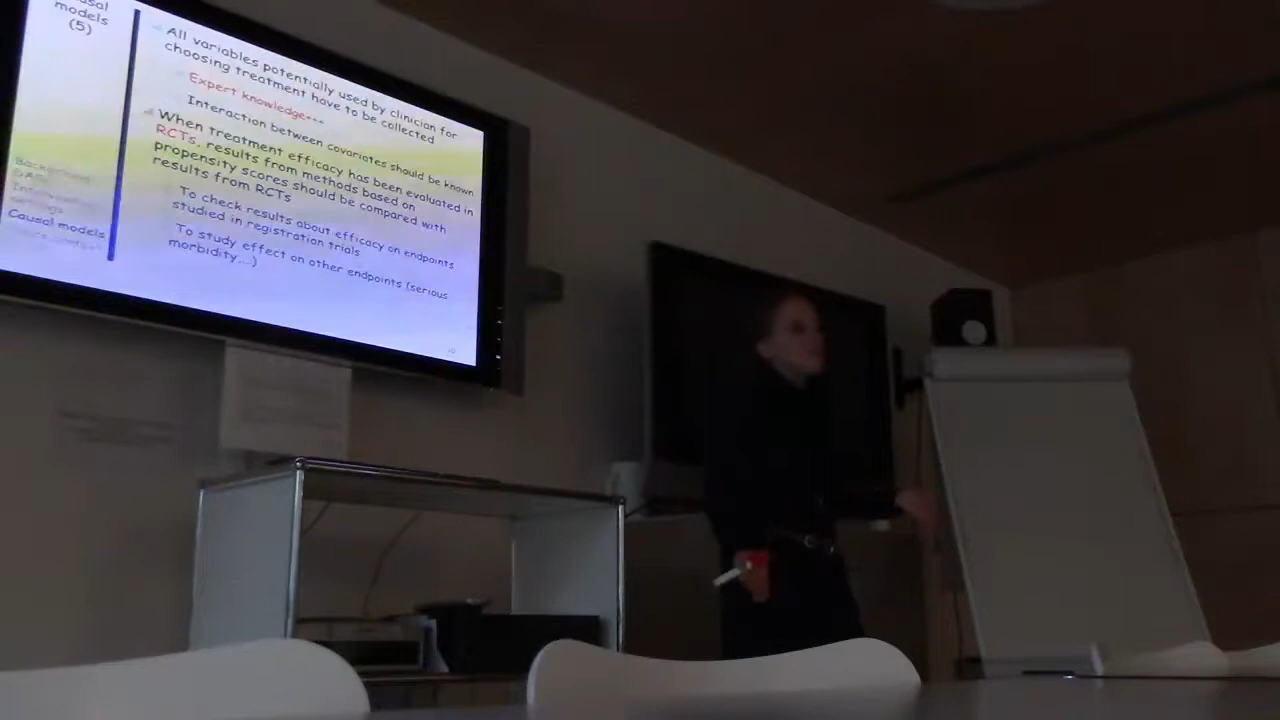 models
(5)
All variables potentially used by clinician for
choosing treatment have to be collected
Expert knowledge---
Interaction between covariates should be known
When treatment efficacy has been evaluated in
RCTs, results from methods based on
propensity scores should be compared with
results from RCTs
To check results about efficacy on endpoints
studied in registration trials
To study effect on other endpoints (serious
morbidity...)
Background
Causal models